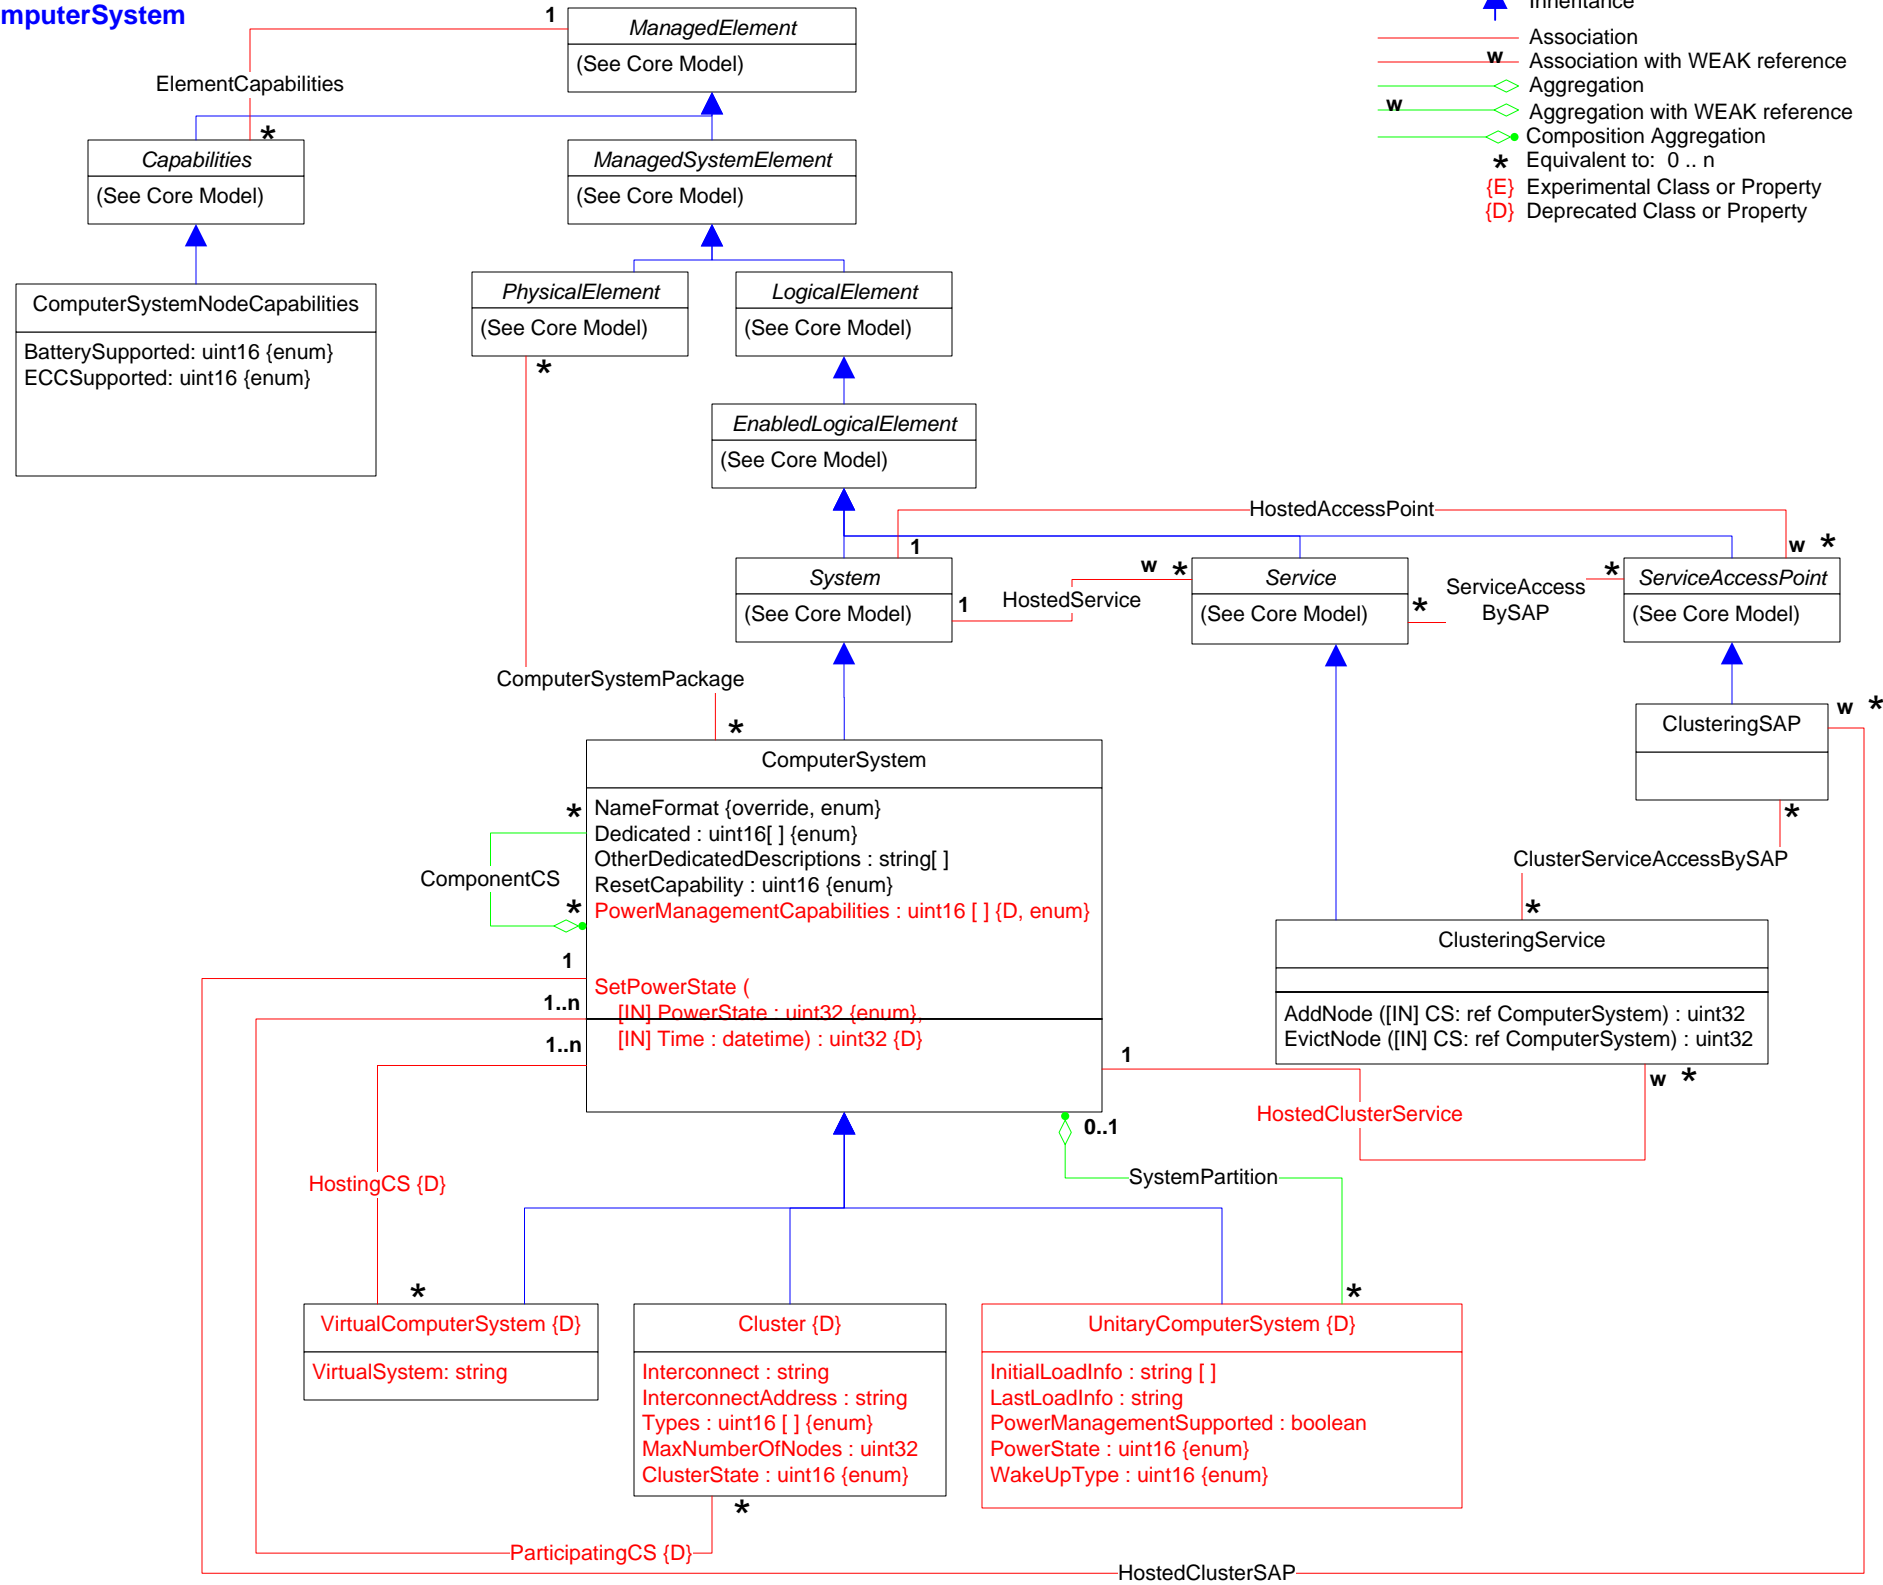 mputerSystem
Inheritance
Association
w Association with WEAK reference
Aggregation
w Aggregation with WEAK reference
Composition Aggregation
* Equivalent to: 0 .. n
{E} Experimental Class or Property
{D} Deprecated Class or Property
1
ManagedElement
(See Core Model)
ElementCapabilities
*
Capabilities
(See Core Model)
ManagedSystemElement
(See Core Model)
ComputerSystemNodeCapabilities
BatterySupported: uint16 {enum}
ECCSupported: uint16 {enum}
PhysicalElement
(See Core Model)
*
LogicalElement
(See Core Model)
EnabledLogicalElement
(See Core Model)
HostedAccessPoint
1
w *
System
(See Core Model)
1
HostedService
w *
Service
(See Core Model)
*
ServiceAccess
BySAP
*
ServiceAccessPoint
(See Core Model)
ComputerSystemPackage
*
ClusteringSAP
w *
*
ComputerSystem
NameFormat {override, enum}
Dedicated : uint16[ ] {enum}
OtherDedicatedDescriptions : string[ ]
ResetCapability : uint16 {enum}
PowerManagementCapabilities : uint16 [ ] {D, enum}
SetPowerState (
[IN] PowerState : uint32 {enum},
[IN] Time : datetime) : uint32 {D}
*
ComponentCS
*
1
1..n
1..n
ClusterServiceAccessBySAP
*
ClusteringService
AddNode ([IN] CS: ref ComputerSystem) : uint32
EvictNode ([IN] CS: ref ComputerSystem) : uint32
1
w *
HostedClusterService
0..1
SystemPartition
HostingCS {D}
*
*
VirtualComputerSystem {D}
VirtualSystem: string
Cluster {D}
Interconnect : string
InterconnectAddress : string
Types : uint16 [ ] {enum}
MaxNumberOfNodes : uint32
ClusterState : uint16 {enum}
*
UnitaryComputerSystem {D}
InitialLoadInfo : string [ ]
LastLoadInfo : string
PowerManagementSupported : boolean
PowerState : uint16 {enum}
WakeUpType : uint16 {enum}
ParticipatingCS {D}
HostedClusterSAP